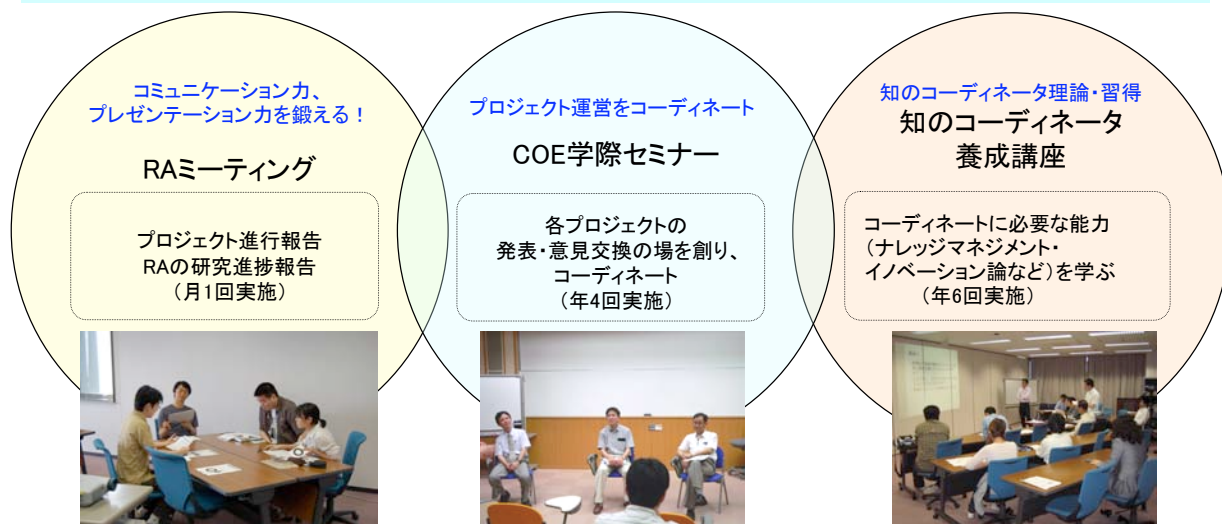 コミュニケーション力、
プレゼンテーション力を鍛える！
RAミーティング
プロジェクト進行報告
RAの研究進捗報告
（月1回実施）
プロジェクト運営をコーディネート
COE学際セミナー
各プロジェクトの
発表・意見交換の場を創り、
コーディネート
（年4回実施）
知のコーディネータ理論・習得
知のコーディネータ
養成講座
コーディネートに必要な能力
（ナレッジマネジメント・
イノベーション論など）を学ぶ
（年6回実施）